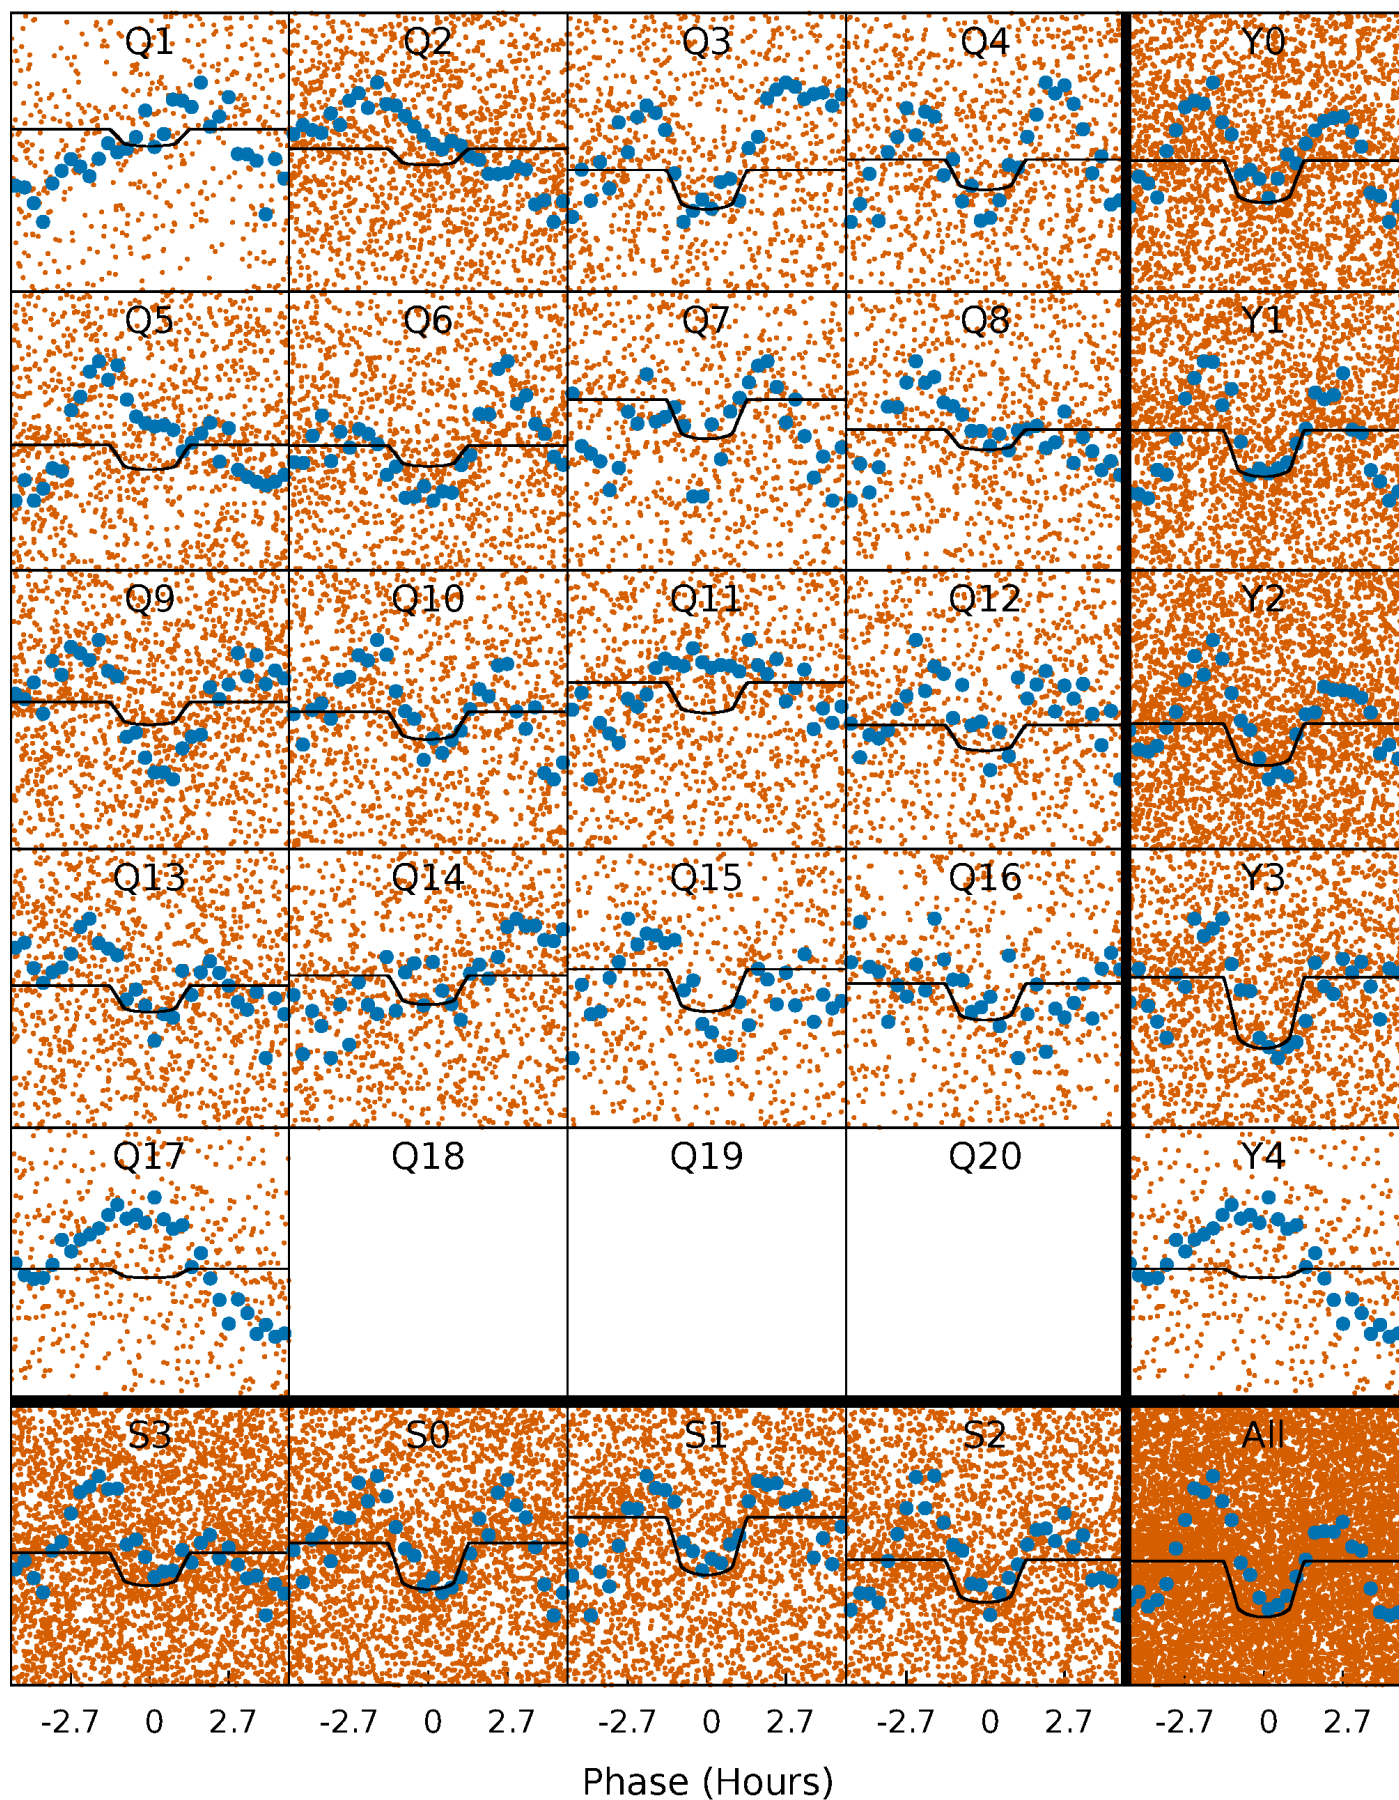 Q1 Q2 Q3 Q4 Y0
Q5 Q6 Q7 Q8 Y1
Q9 Q10 Q11 Q12 Y2
Q13 Q14 Q15 Q16 Y3
Q17 Q18 Q19 Q20 Y4
S3 S0 S1 S2 All
-2.7 0 2.7 -2.7 0 2.7 -2.7 0 2.7 -2.7 0 2.7 -2.7 0 2.7
Phase (Hours)